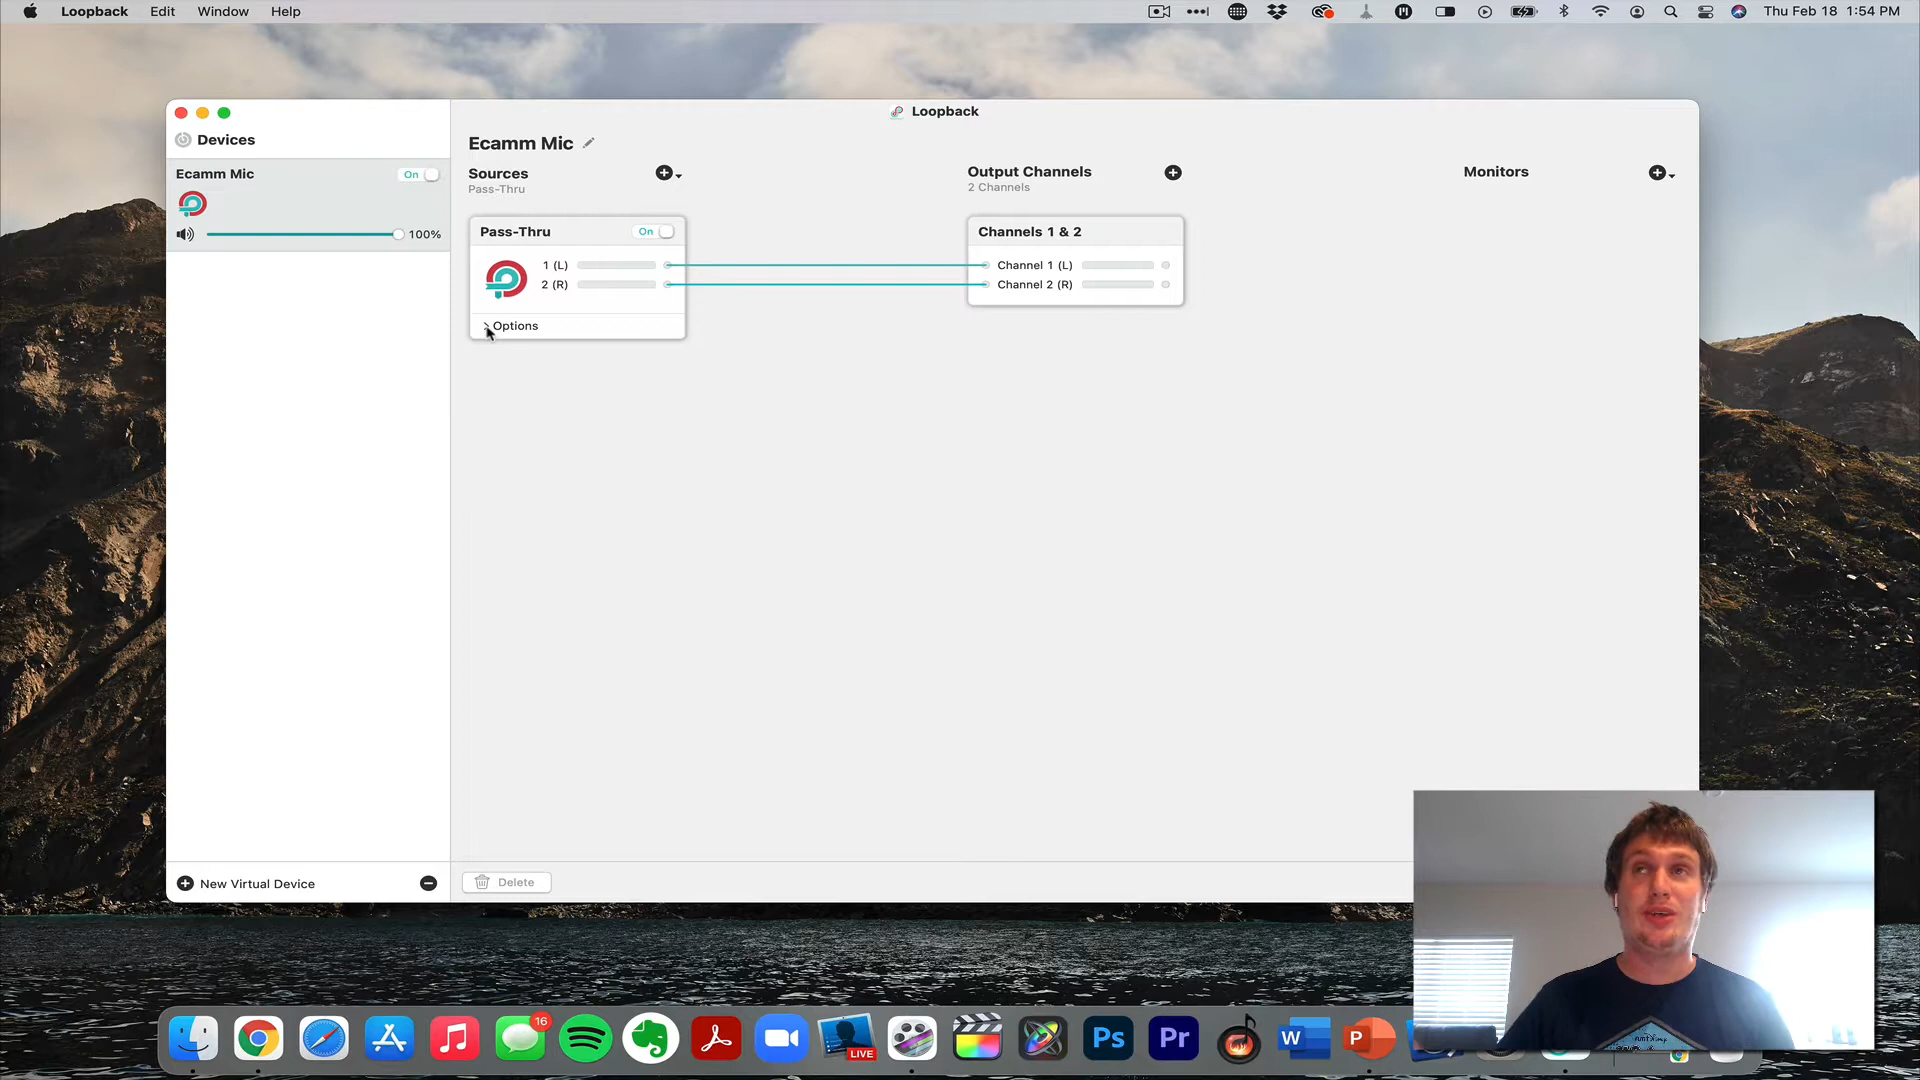 Loopback Edit Window Help Thu Feb 18 1:54 PM
Loopback
Devices
Ecamm Mic On
100%
New Virtual Device
Ecamm Mic
Sources
Pass-Thru
Output Channels
2 Channels
Monitors
Pass-Thru On
1 (L)
2 (R)
Options
Channels 1 & 2
Channel 1 (L)
Channel 2 (R)
Delete
16
LIVE
Ps
Pr
W
P